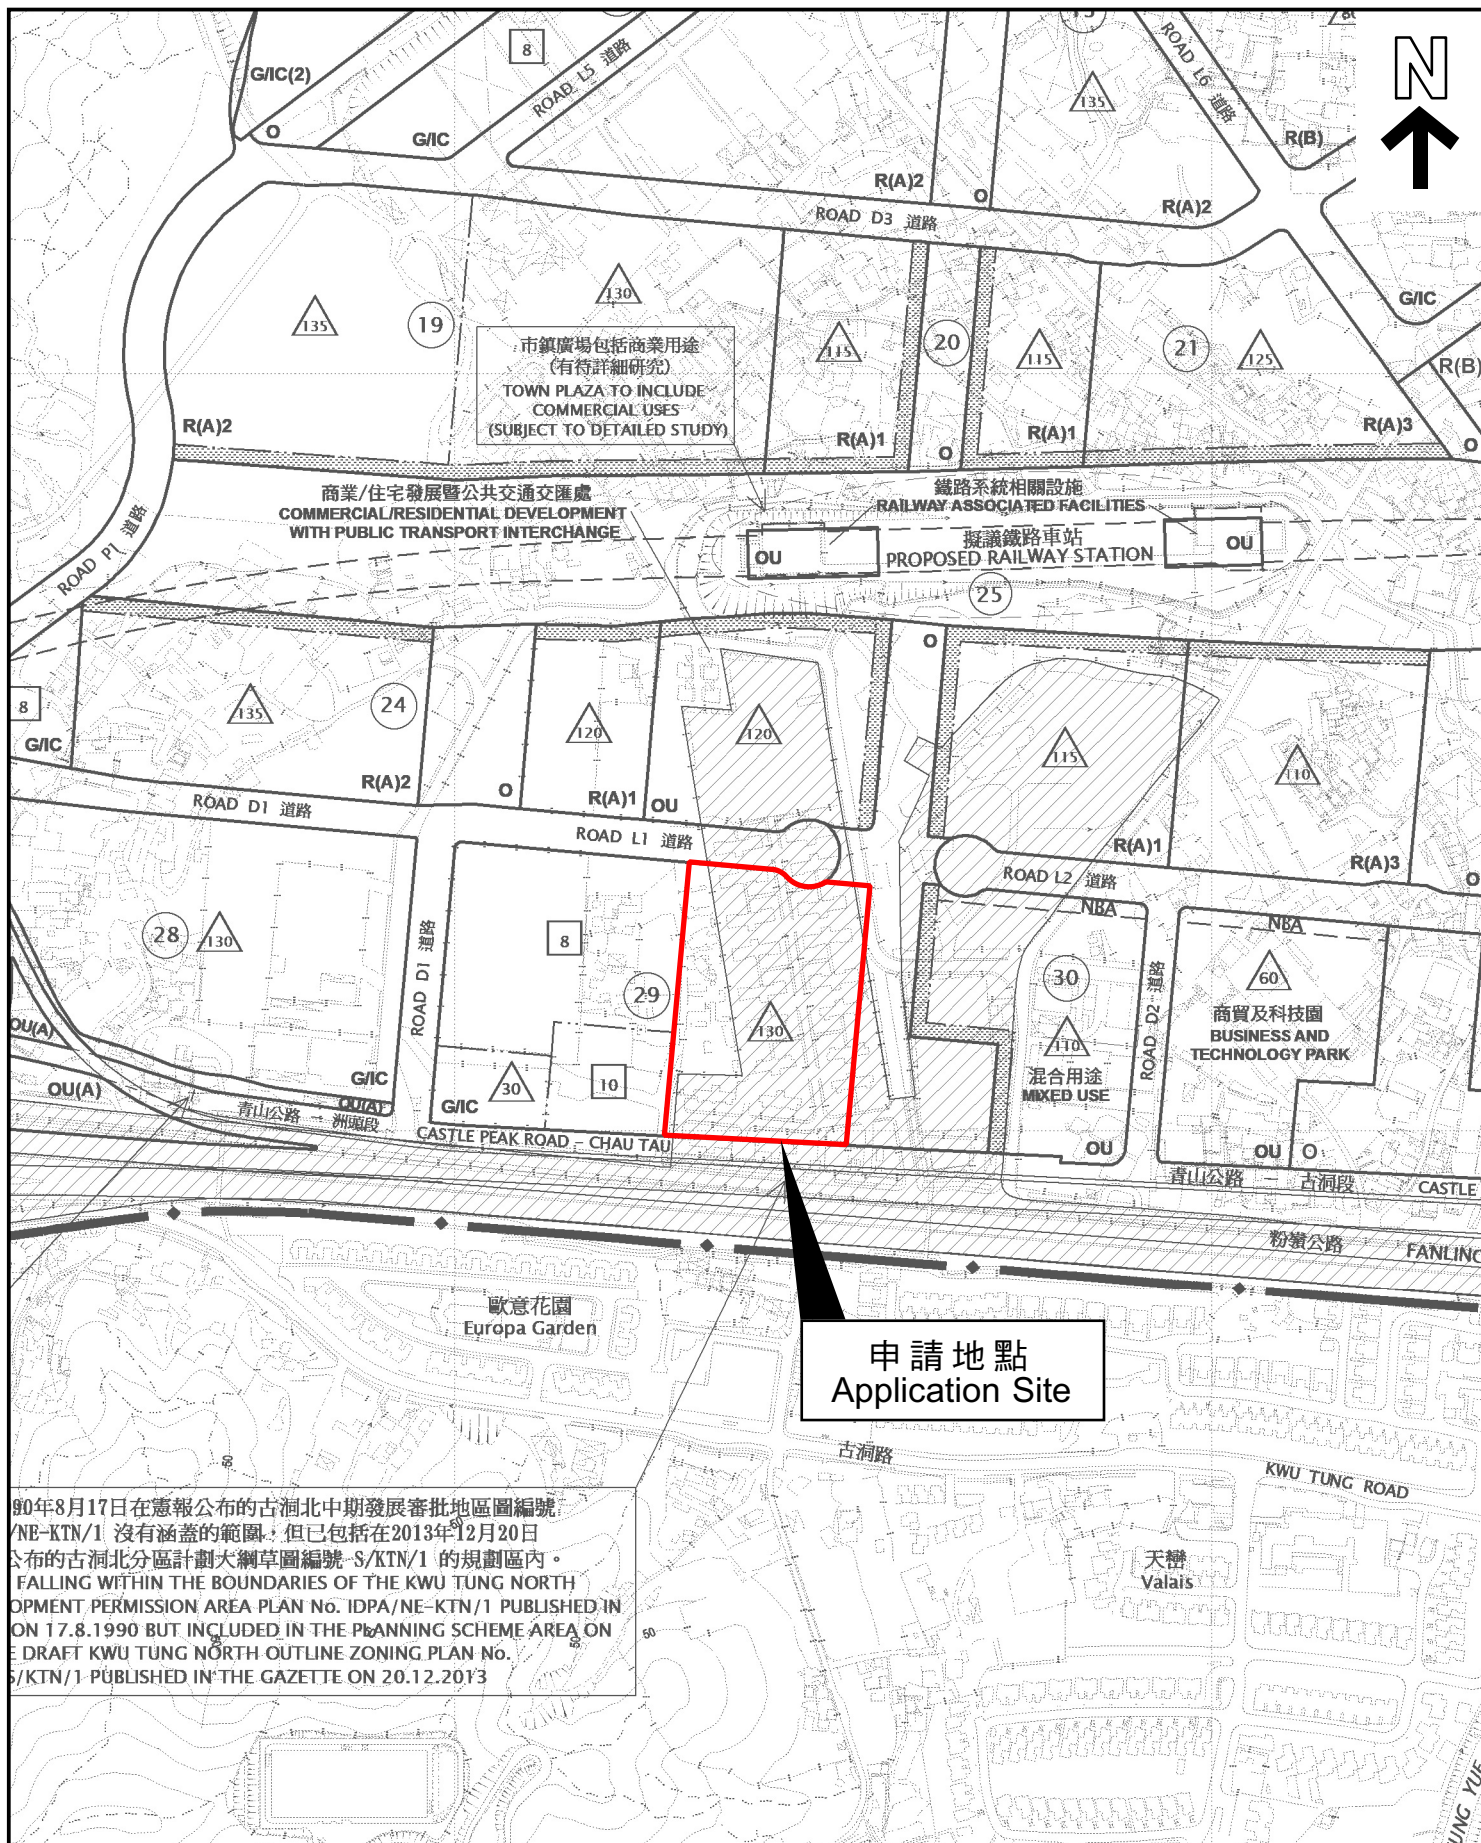 G/IC(2)
8
ROAD L5 道路
135
ROAD L6 道路
N
O
G/IC
R(B)
R(A)2
O
R(A)2
ROAD D3 道路
G/IC
135
19
130
115
20
115
21
125
R(B)
市鎮廣場包括商業用途
(有待詳細研究)
TOWN PLAZA TO INCLUDE
COMMERCIAL USES
(SUBJECT TO DETAILED STUDY)
R(A)2
R(A)1
O
R(A)1
R(A)3
O
商業/住宅發展暨公共交通交匯處
COMMERCIAL/RESIDENTIAL DEVELOPMENT
WITH PUBLIC TRANSPORT INTERCHANGE
鐵路系統相關設施
RAILWAY ASSOCIATED FACILITIES
擬議鐵路車站
PROPOSED RAILWAY STATION
OU
OU
ROAD P1 道路
25
O
8
G/IC
135
24
120
120
115
110
R(A)2
O
R(A)1
OU
ROAD D1 道路
ROAD L1 道路
R(A)1
R(A)3
ROAD L2 道路
O
NBA
NBA
28
130
ROAD D1 道路
8
29
130
30
110
混合用途
MIXED USE
ROAD D2 道路
60
商貿及科技園
BUSINESS AND
TECHNOLOGY PARK
OU(A)
OU(A)
G/IC
OU(A)
30
10
G/IC
青山公路 － 洲頭段
CASTLE PEAK ROAD – CHAU TAU
OU
OU
O
青山公路 － 古洞段
CASTLE
粉嶺公路
FANLING
歐意花園
Europa Garden
申請地點
Application Site
古洞路
KWU TUNG ROAD
天巒
Valais
50
50
50
50
50
90年8月17日在憲報公布的古洞北中期發展審批地區圖編號
/NE-KTN/1 沒有涵蓋的範圍，但已包括在2013年12月20日
公布的古洞北分區計劃大綱草圖編號 S/KTN/1 的規劃區內。
FALLING WITHIN THE BOUNDARIES OF THE KWU TUNG NORTH
OPMENT PERMISSION AREA PLAN No. IDPA/NE-KTN/1 PUBLISHED IN
ON 17.8.1990 BUT INCLUDED IN THE PLANNING SCHEME AREA ON
E DRAFT KWU TUNG NORTH OUTLINE ZONING PLAN No.
S/KTN/1 PUBLISHED IN THE GAZETTE ON 20.12.2013